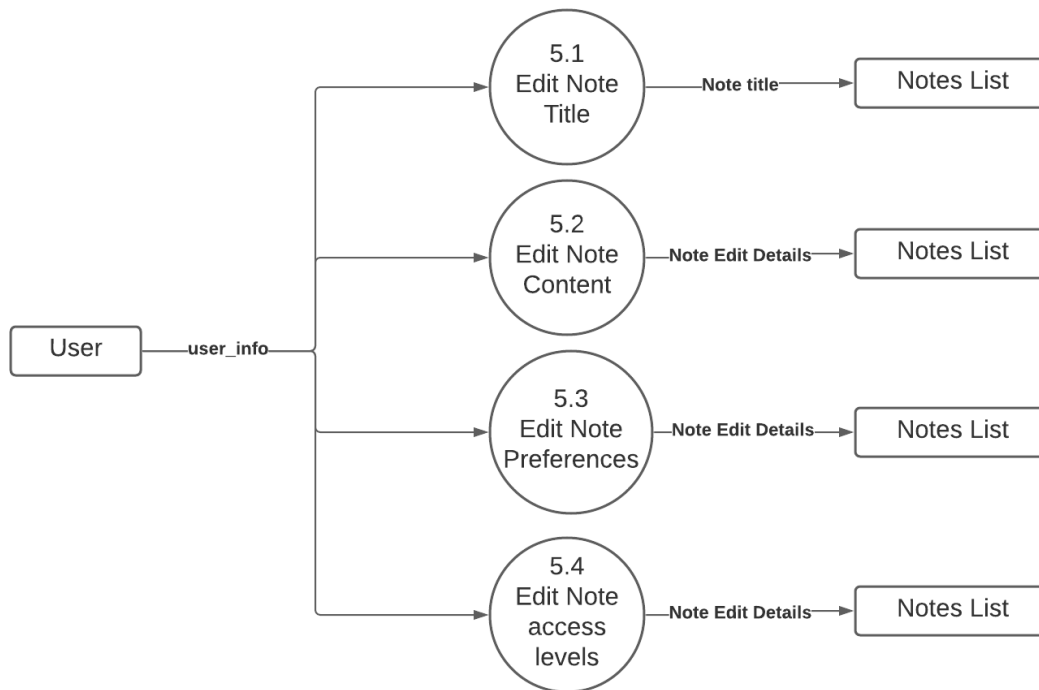 5.1
Edit Note
Title
Note title
Notes List
5.2
Edit Note
Content
Note Edit Details
Notes List
User
user_info
5.3
Edit Note
Preferences
Note Edit Details
Notes List
5.4
Edit Note
access
levels
Note Edit Details
Notes List